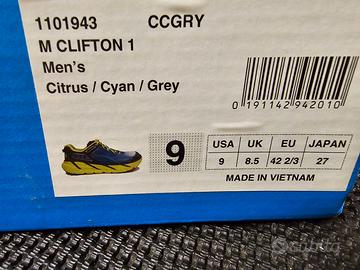 1101943 CCGRY
M CLIFTON 1
Men's
Citrus / Cyan / Grey
0 191142 942010
9
USA UK EU JAPAN
9 8.5 42 2/3 27
MADE IN VIETNAM
subito